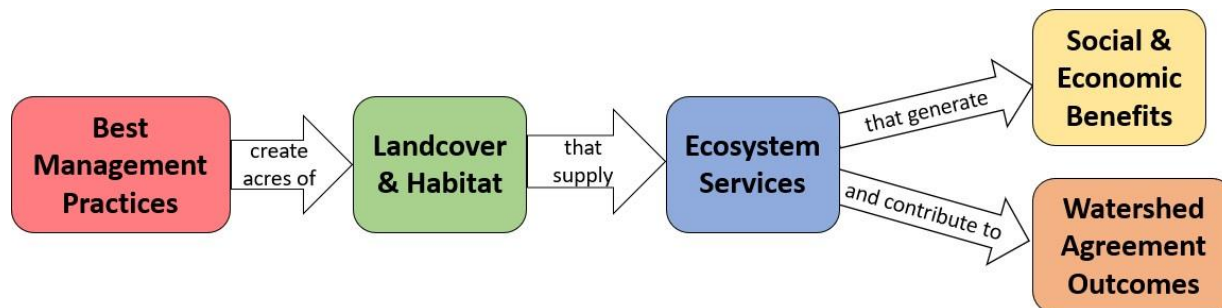 Best
Management
Practices
create
acres of
Landcover
& Habitat
that
supply
Ecosystem
Services
that generate
Social &
Economic
Benefits
and contribute to
Watershed
Agreement
Outcomes